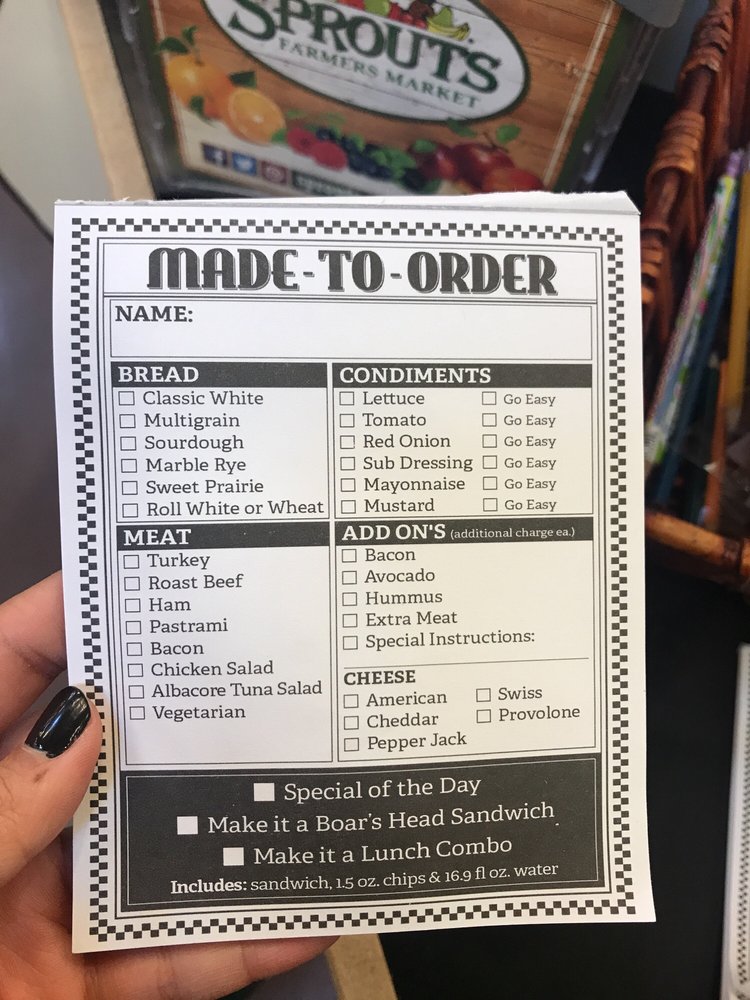 SPROUTS
FARMERS MARKET
MADE-TO-ORDER
NAME:
BREAD
Classic White
Multigrain
Sourdough
Marble Rye
Sweet Prairie
Roll White or Wheat
CONDIMENTS
Lettuce Go Easy
Tomato Go Easy
Red Onion Go Easy
Sub Dressing Go Easy
Mayonnaise Go Easy
Mustard Go Easy
MEAT
Turkey
Roast Beef
Ham
Pastrami
Bacon
Chicken Salad
Albacore Tuna Salad
Vegetarian
ADD ON'S (additional charge ea.)
Bacon
Avocado
Hummus
Extra Meat
Special Instructions:
CHEESE
American Swiss
Cheddar Provolone
Pepper Jack
Special of the Day
Make it a Boar's Head Sandwich
Make it a Lunch Combo
Includes: sandwich, 1.5 oz. chips & 16.9 fl oz. water